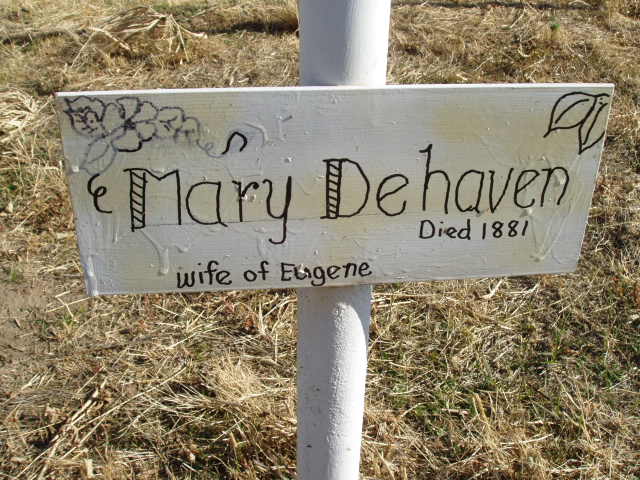 Mary Dehaven
Died 1881
wife of Eugene